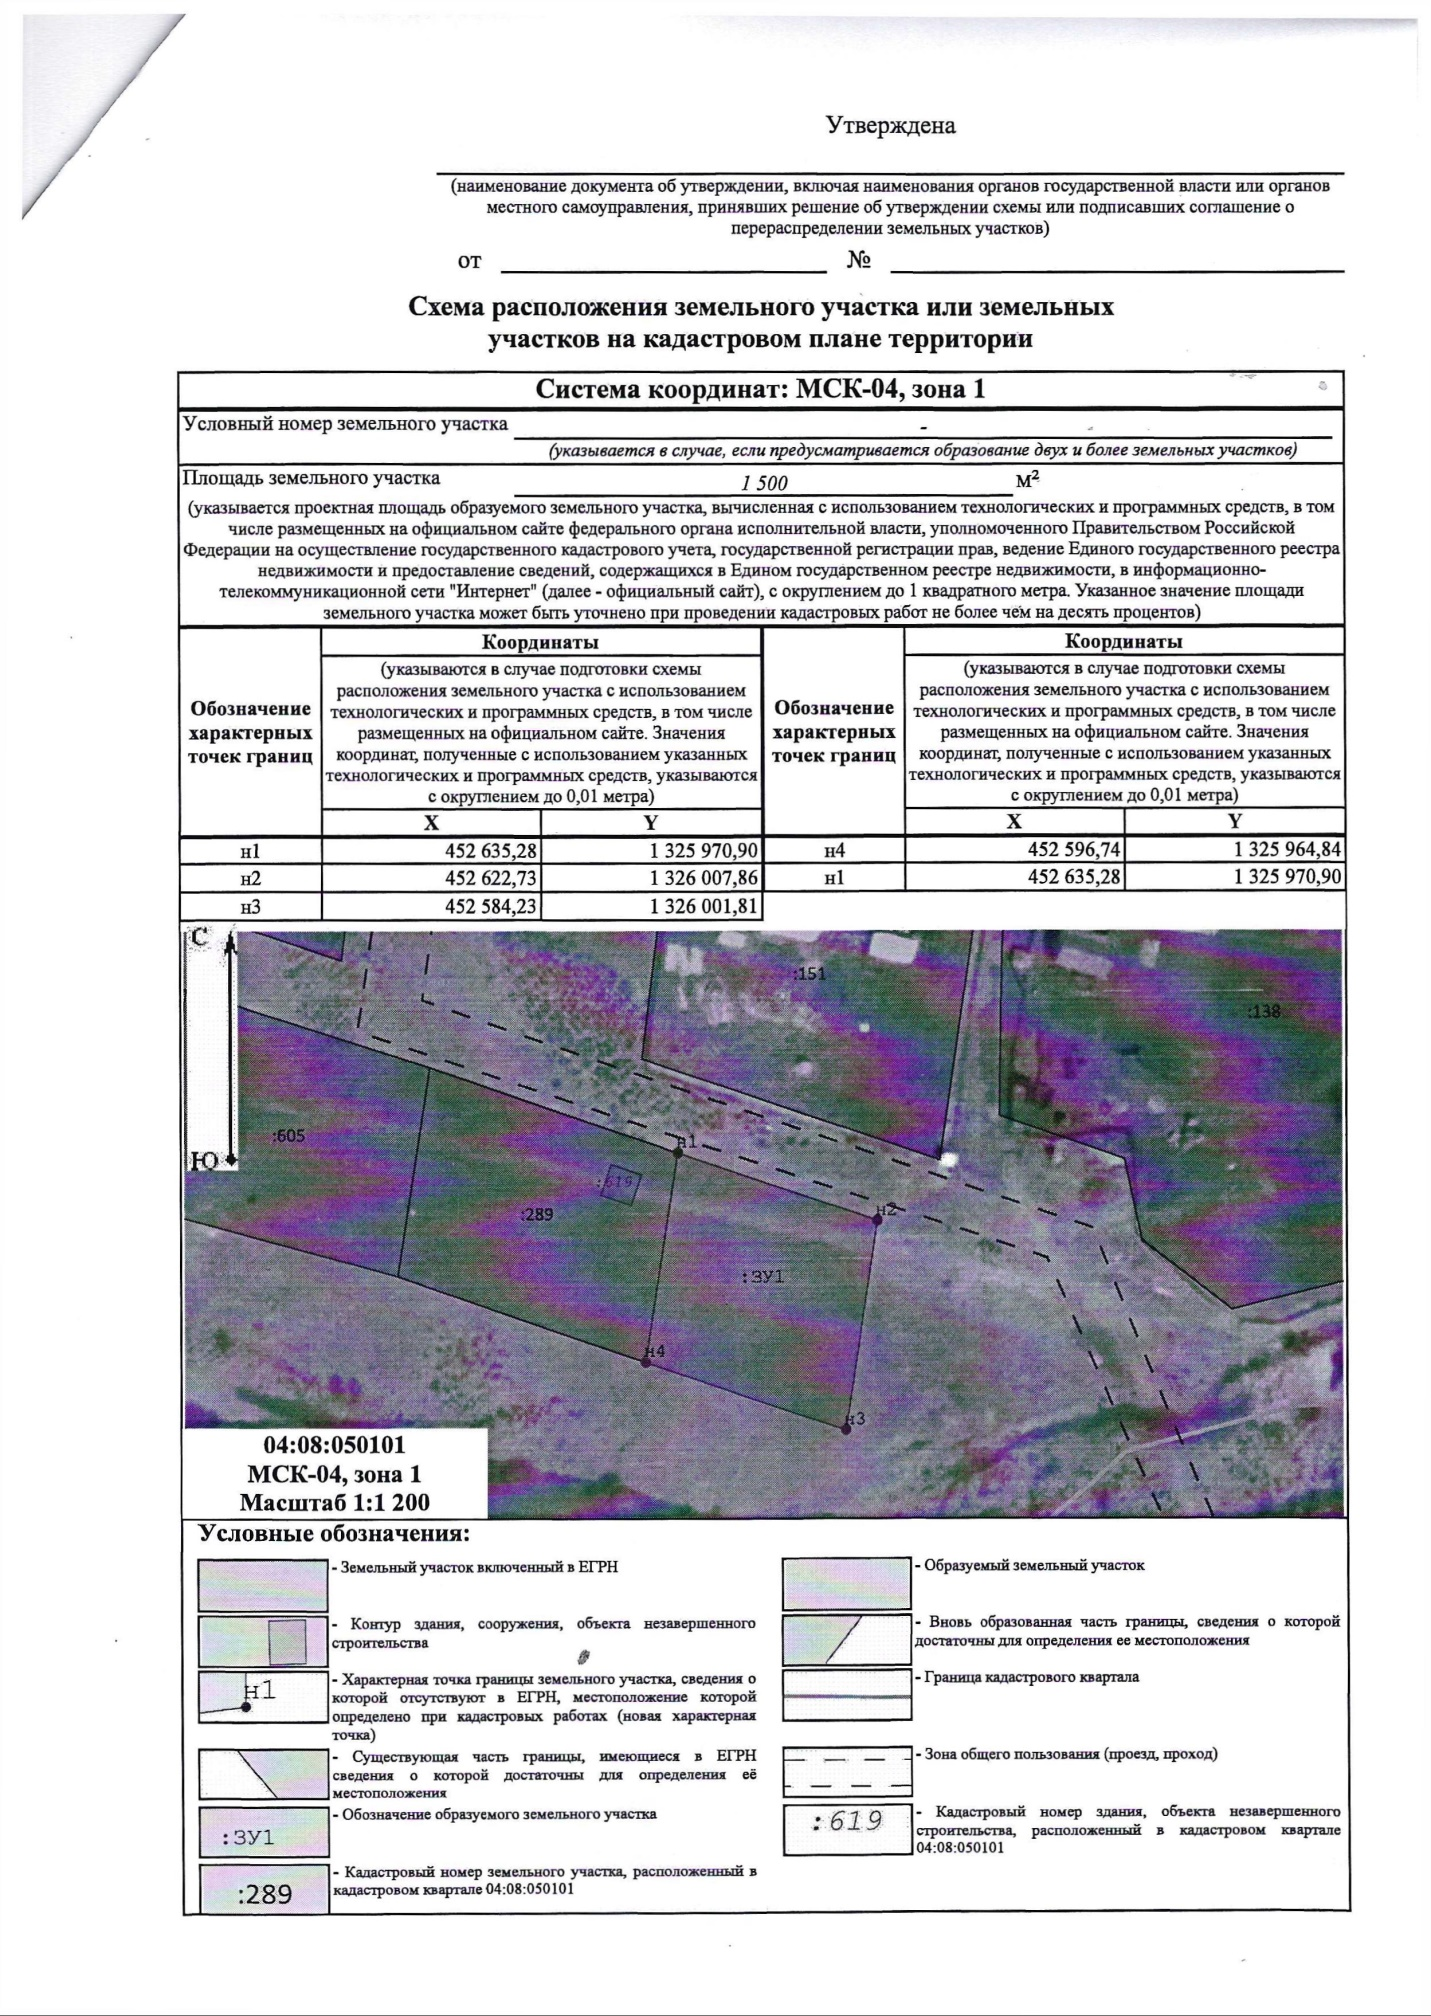 Утверждена
(наименование документа об утверждении, включая наименования органов государственной власти или органов
местного самоуправления, принявших решение об утверждении схемы или подписавших соглашение о
перераспределении земельных участков)
от № 
Схема расположения земельного участка или земельных
участков на кадастровом плане территории
Система координат: МСК-04, зона 1
Условный номер земельного участка -
(указывается в случае, если предусматривается образование двух и более земельных участков)
Площадь земельного участка 1 500 м²
(указывается проектная площадь образуемого земельного участка, вычисленная с использованием технологических и программных средств, в том
числе размещенных на официальном сайте федерального органа исполнительной власти, уполномоченного Правительством Российской
Федерации на осуществление государственного кадастрового учета, государственной регистрации прав, ведение Единого государственного реестра
недвижимости и предоставление сведений, содержащихся в Едином государственном реестре недвижимости, в информационно-
телекоммуникационной сети "Интернет" (далее - официальный сайт), с округлением до 1 квадратного метра. Указанное значение площади
земельного участка может быть уточнено при проведении кадастровых работ не более чем на десять процентов)
Обозначение
характерных
точек границ
Координаты
(указываются в случае подготовки схемы
расположения земельного участка с использованием
технологических и программных средств, в том числе
размещенных на официальном сайте. Значения
координат, полученные с использованием указанных
технологических и программных средств, указываются
с округлением до 0,01 метра)
X Y
Обозначение
характерных
точек границ
Координаты
(указываются в случае подготовки схемы
расположения земельного участка с использованием
технологических и программных средств, в том числе
размещенных на официальном сайте. Значения
координат, полученные с использованием указанных
технологических и программных средств, указываются
с округлением до 0,01 метра)
X Y
н1 452 635,28 1 325 970,90 н4 452 596,74 1 325 964,84
н2 452 622,73 1 326 007,86 н1 452 635,28 1 325 970,90
н3 452 584,23 1 326 001,81
С
:151
:138
:605
н1
Ю
:619
:289
н2
:ЗУ1
н4
н3
04:08:050101
МСК-04, зона 1
Масштаб 1:1 200
Условные обозначения:
- Земельный участок включенный в ЕГРН
- Контур здания, сооружения, объекта незавершенного
строительства
н1
- Характерная точка границы земельного участка, сведения о
которой отсутствуют в ЕГРН, местоположение которой
определено при кадастровых работах (новая характерная
точка)
- Существующая часть границы, имеющиеся в ЕГРН
сведения о которой достаточны для определения её
местоположения
:ЗУ1
- Обозначение образуемого земельного участка
:289
- Кадастровый номер земельного участка, расположенный в
кадастровом квартале 04:08:050101
- Образуемый земельный участок
- Вновь образованная часть границы, сведения о которой
достаточны для определения ее местоположения
- Граница кадастрового квартала
- Зона общего пользования (проезд, проход)
:619
- Кадастровый номер здания, объекта незавершенного
строительства, расположенный в кадастровом квартале
04:08:050101